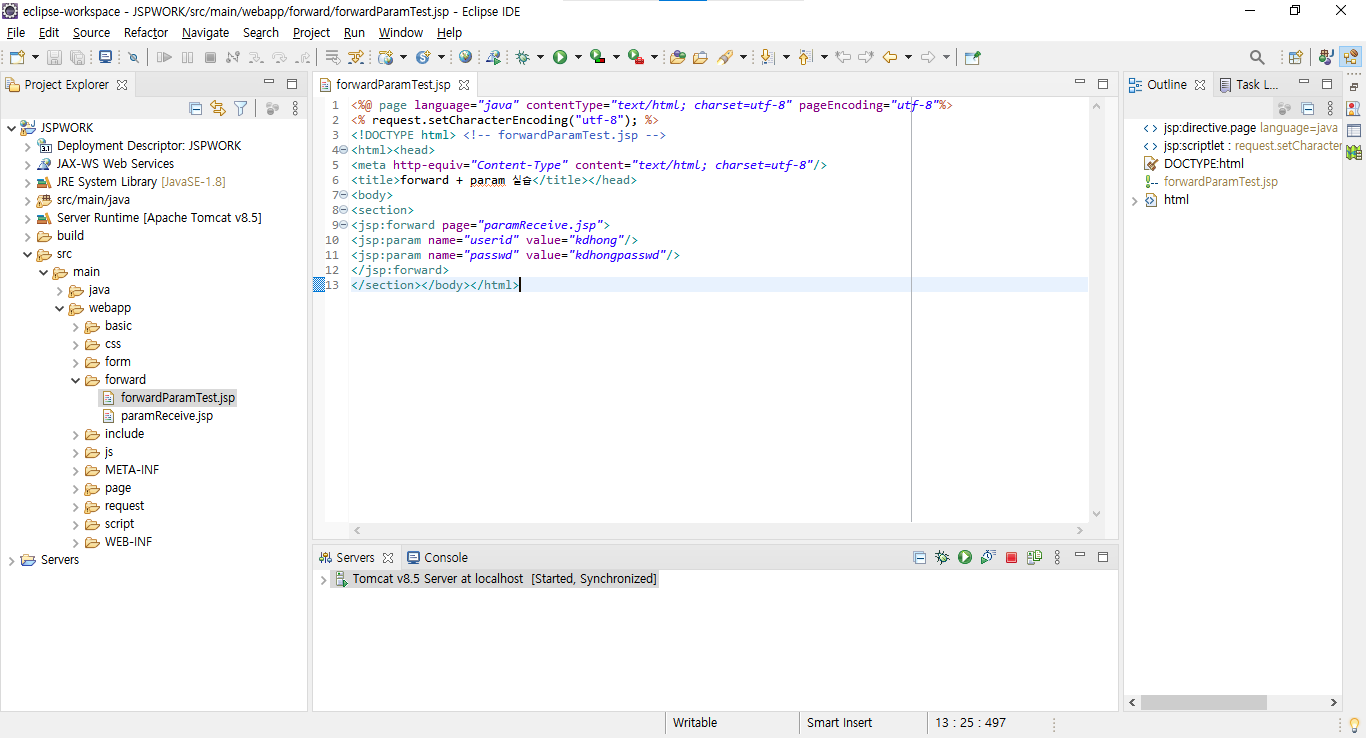 eclipse-workspace - JSPWORK/src/main/webapp/forward/forwardParamTest.jsp - Eclipse IDE
File Edit Source Refactor Navigate Search Project Run Window Help
Project Explorer
JSPWORK
Deployment Descriptor: JSPWORK
JAX-WS Web Services
JRE System Library [JavaSE-1.8]
src/main/java
Server Runtime [Apache Tomcat v8.5]
build
src
main
java
webapp
basic
css
form
forward
forwardParamTest.jsp
paramReceive.jsp
include
js
META-INF
page
request
script
WEB-INF
Servers
forwardParamTest.jsp
1 <%@ page language="java" contentType="text/html; charset=utf-8" pageEncoding="utf-8"%>
2 <% request.setCharacterEncoding("utf-8"); %>
3 <!DOCTYPE html> <!-- forwardParamTest.jsp -->
4 <html><head>
5 <meta http-equiv="Content-Type" content="text/html; charset=utf-8"/>
6 <title>forward + param 실습</title></head>
7 <body>
8 <section>
9 <jsp:forward page="paramReceive.jsp">
10 <jsp:param name="userid" value="kdhong"/>
11 <jsp:param name="passwd" value="kdhongpasswd"/>
12 </jsp:forward>
13 </section></body></html>
Servers Console
Tomcat v8.5 Server at localhost [Started, Synchronized]
Outline Task L...
jsp:directive.page language=java
jsp:scriptlet : request.setCharacter
DOCTYPE:html
forwardParamTest.jsp
html
Writable Smart Insert 13 : 25 : 497